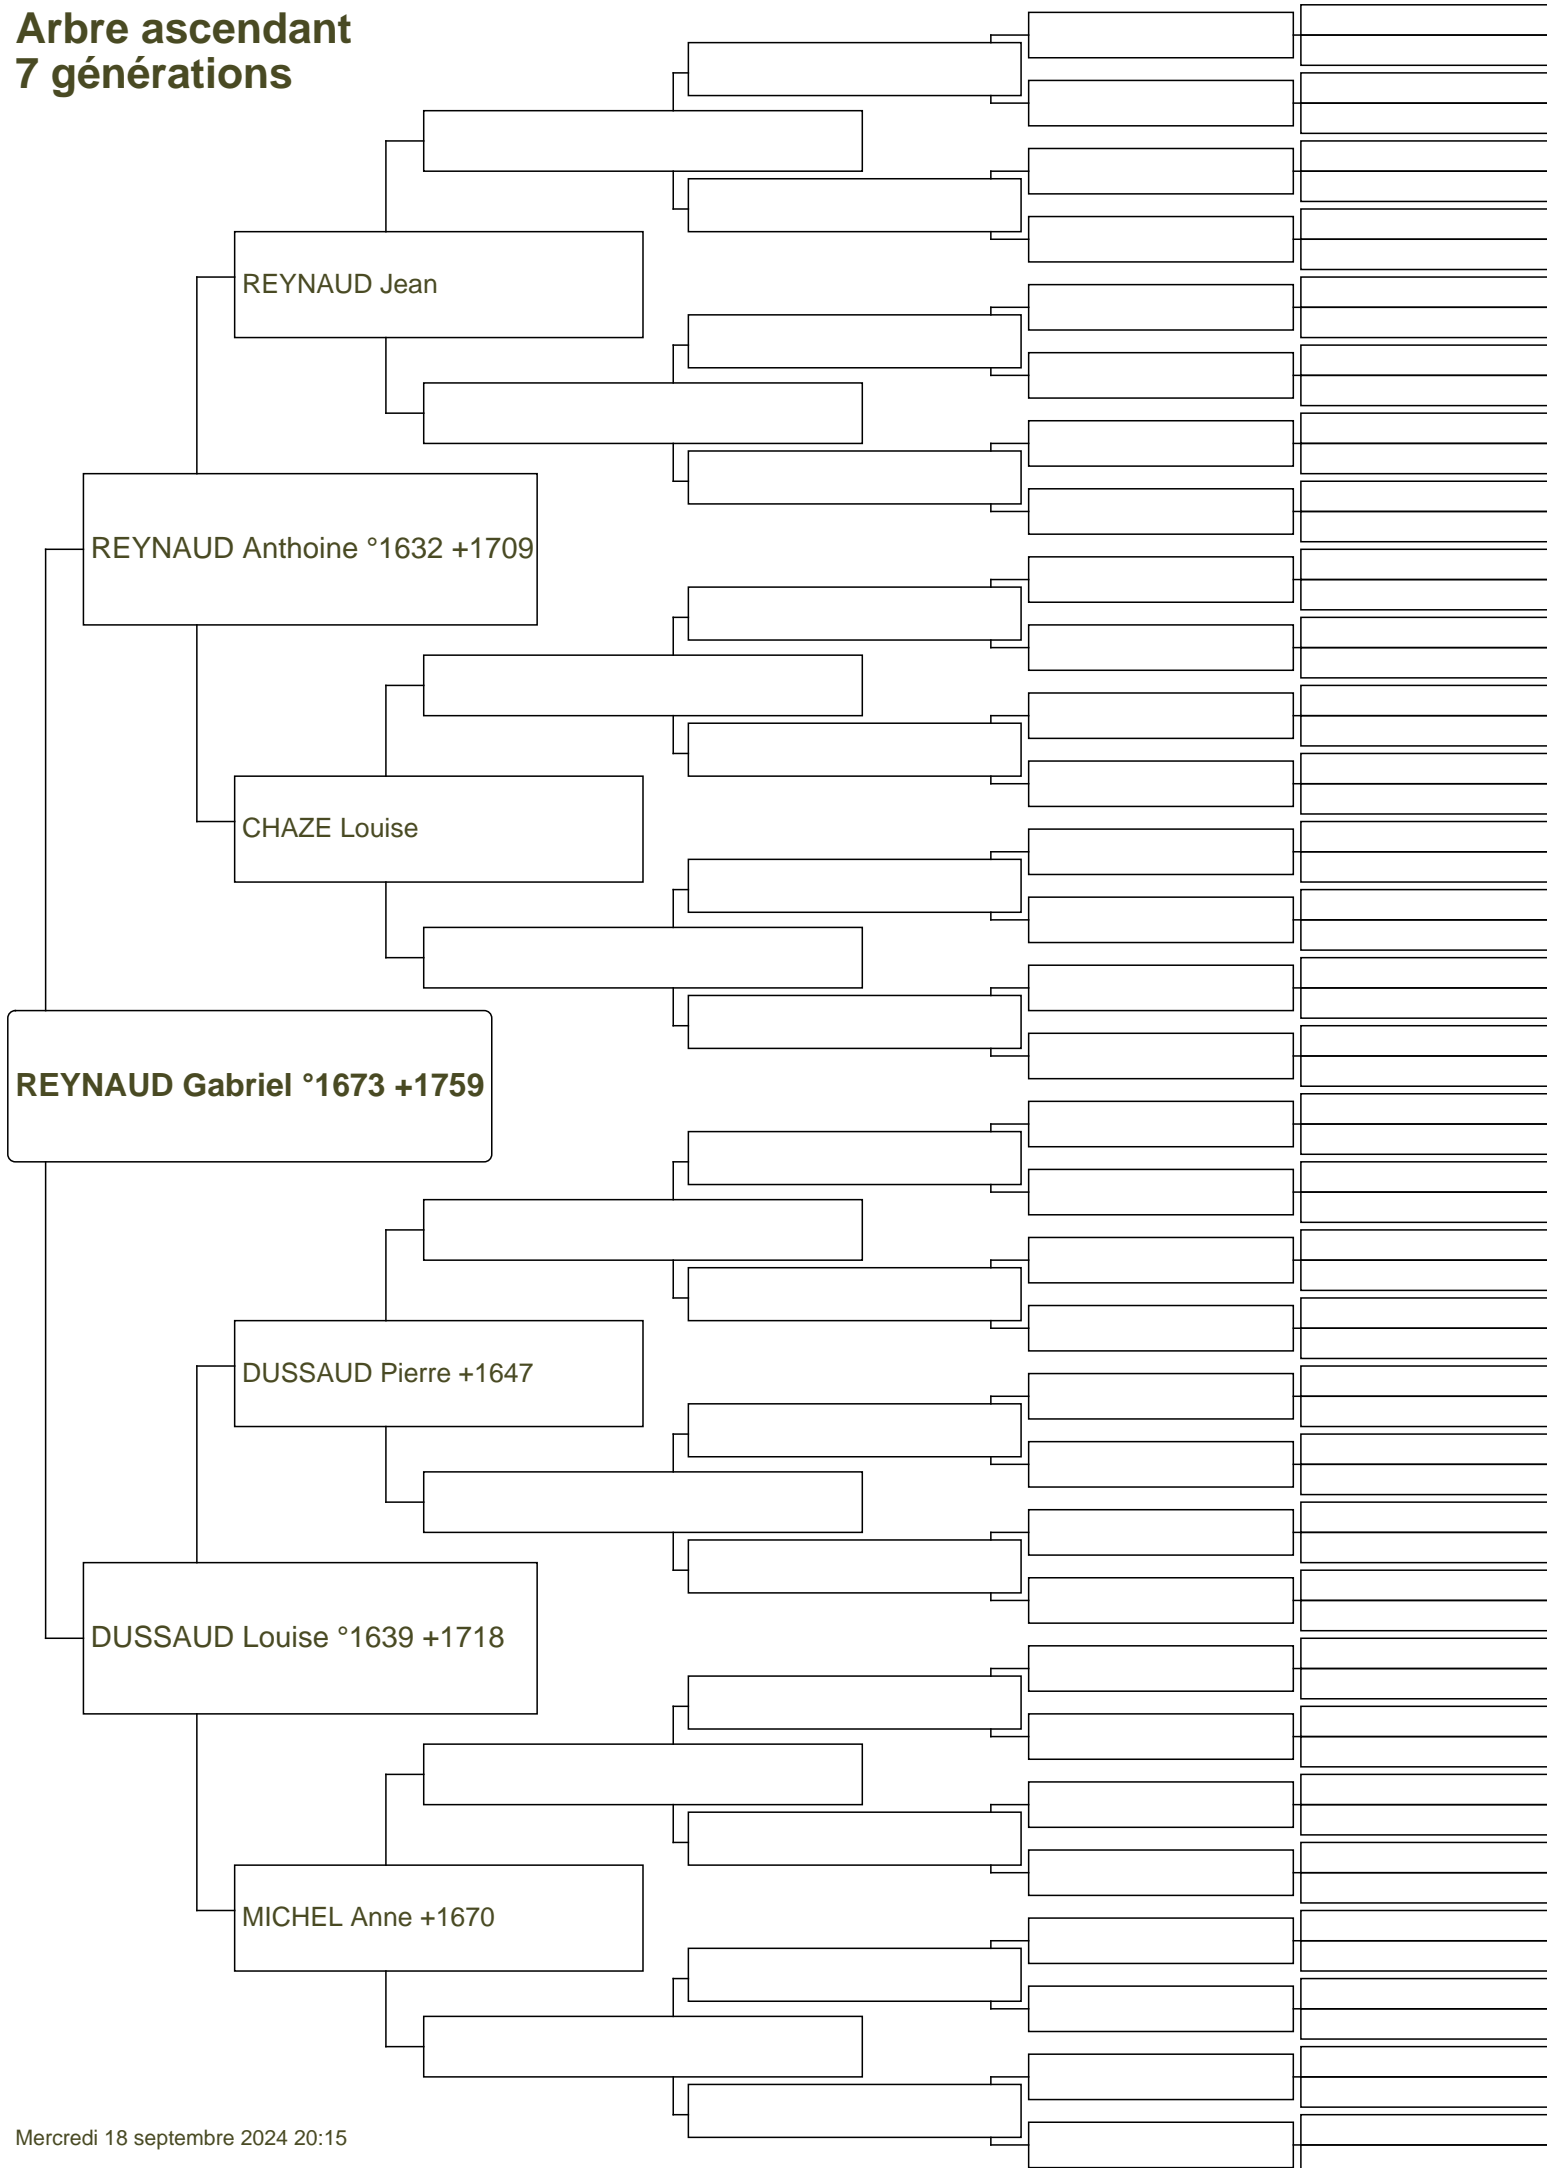 Arbre ascendant
7 générations
REYNAUD Jean
REYNAUD Anthoine °1632 +1709
CHAZE Louise
REYNAUD Gabriel °1673 +1759
DUSSAUD Pierre +1647
DUSSAUD Louise °1639 +1718
MICHEL Anne +1670
Mercredi 18 septembre 2024 20:15